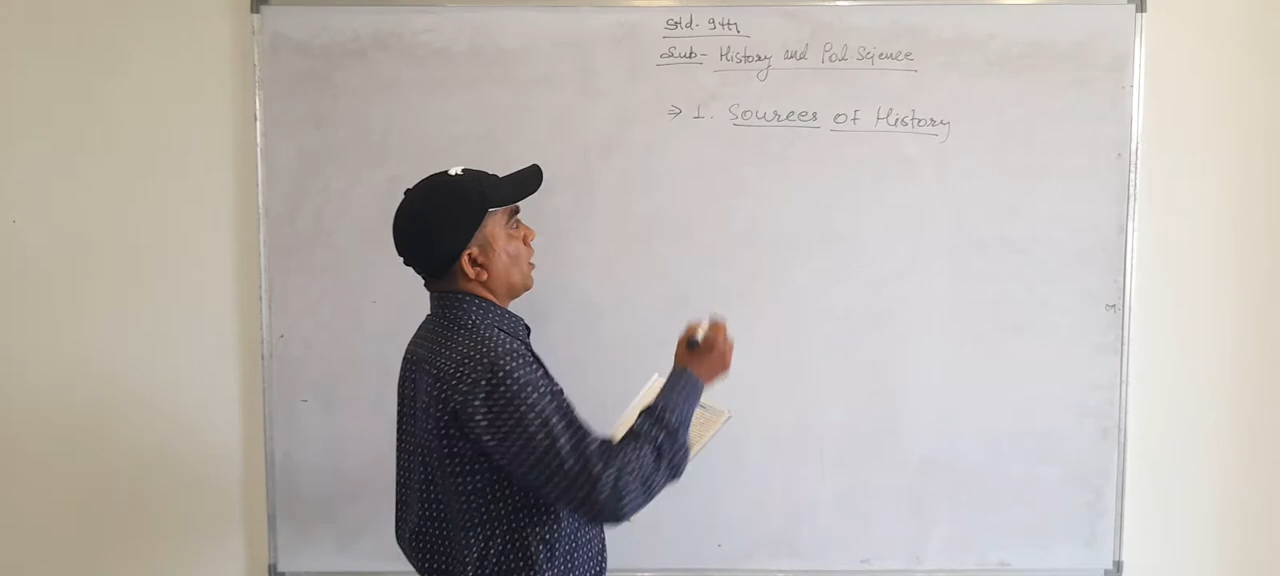 Std- 9th
Sub- History and Pol Science
⇒ 1. Sources of History